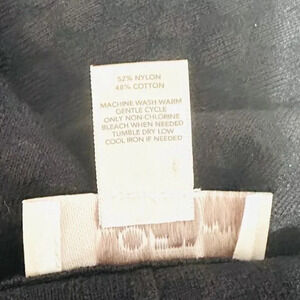 52% NYLON
48% COTTON
MACHINE WASH WARM
GENTLE CYCLE
ONLY NON-CHLORINE
BLEACH WHEN NEEDED
TUMBLE DRY LOW
COOL IRON IF NEEDED